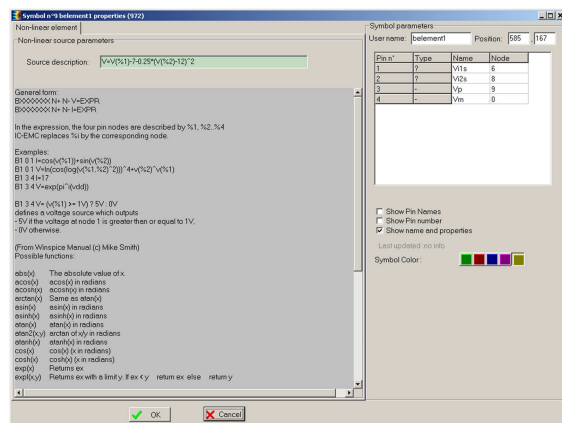 Symbol n°9 belement1 properties (972)
Non-linear element
Non-linear source parameters
Source description: V=V(%1)-7-0.25*(V(%2)-12)^2
General form:
BXXXXXXX N+ N- V=EXPR
BXXXXXXX N+ N- I=EXPR
In the expression, the four pin nodes are described by %1, %2..%4
IC-EMC replaces %i by the corresponding node.
Examples:
B1 0 1 I=cos(v(%1))+sin(v(%2))
B1 0 1 V=ln(cos(log(v(%1,%2)^2)))^4+v(%2)^v(%1)
B1 3 4 I=17
B1 3 4 V=exp(pi^i(vdd))
B1 3 4 V= (v(%1) >= 1V) ? 5V : 0V
defines a voltage source which outputs
- 5V if the voltage at node 1 is greater than or equal to 1V,
- 0V otherwise.
(From Winspice Manual (c) Mike Smith)
Possible functions:
abs(x) The absolute value of x.
acos(x) acos(x) in radians
acosh(x) acosh(x) in radians
arctan(x) Same as atan(x)
asin(x) asin(x) in radians
asinh(x) asinh(x) in radians
atan(x) atan(x) in radians
atan2(x,y) arctan of x/y in radians
atanh(x) atanh(x) in radians
cos(x) cos(x) (x in radians)
cosh(x) cosh(x) (x in radians)
exp(x) Returns ex
expl(x,y) Returns ex with a limit y. If ex < y return ex else return y
OK Cancel
Symbol parameters
User name: belement1 Position: 585 , 167
Pin n° Type Name Node
1 ? Vi1s 6
2 ? Vi2s 8
3 - Vp 9
4 - Vm 0
Show Pin Names
Show Pin number
Show name and properties
Last updated :no info
Symbol Color :